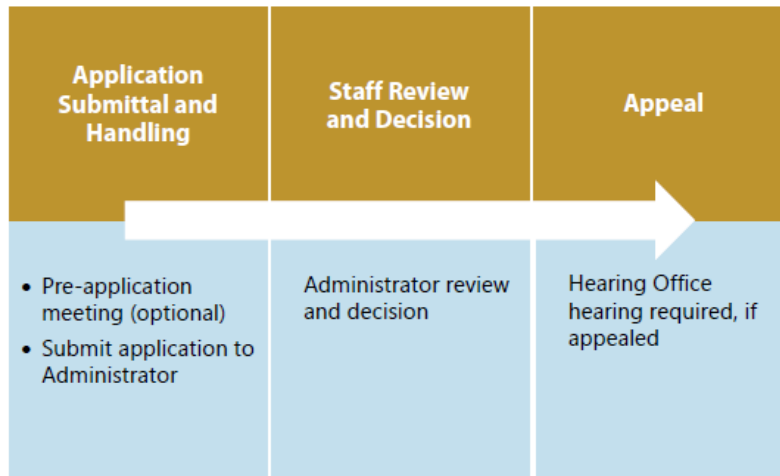 Application
Submittal and
Handling
Staff Review
and Decision
Appeal
• Pre-application
meeting (optional)
• Submit application to
Administrator
Administrator review
and decision
Hearing Office
hearing required, if
appealed